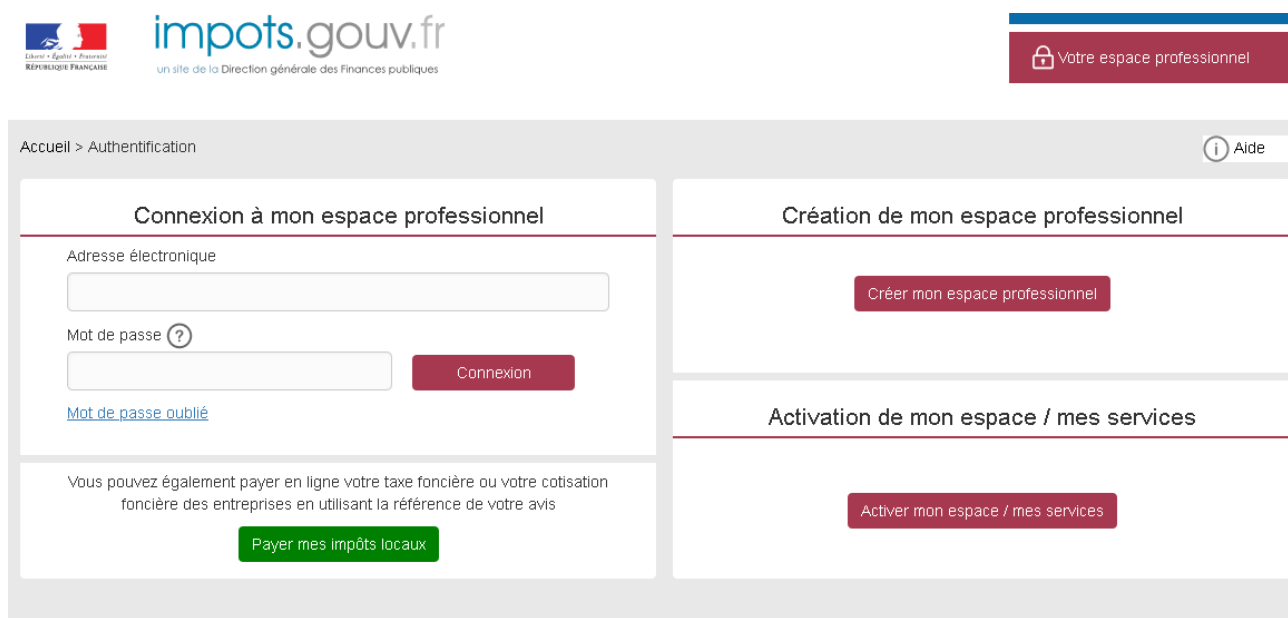 Liberté • Égalité • Fraternité
RÉPUBLIQUE FRANÇAISE
impots.gouv.fr
un site de la Direction générale des Finances publiques
Votre espace professionnel
Accueil > Authentification
Aide
Connexion à mon espace professionnel
Adresse électronique
Mot de passe ?
Connexion
Mot de passe oublié
Vous pouvez également payer en ligne votre taxe foncière ou votre cotisation
foncière des entreprises en utilisant la référence de votre avis
Payer mes impôts locaux
Création de mon espace professionnel
Créer mon espace professionnel
Activation de mon espace / mes services
Activer mon espace / mes services